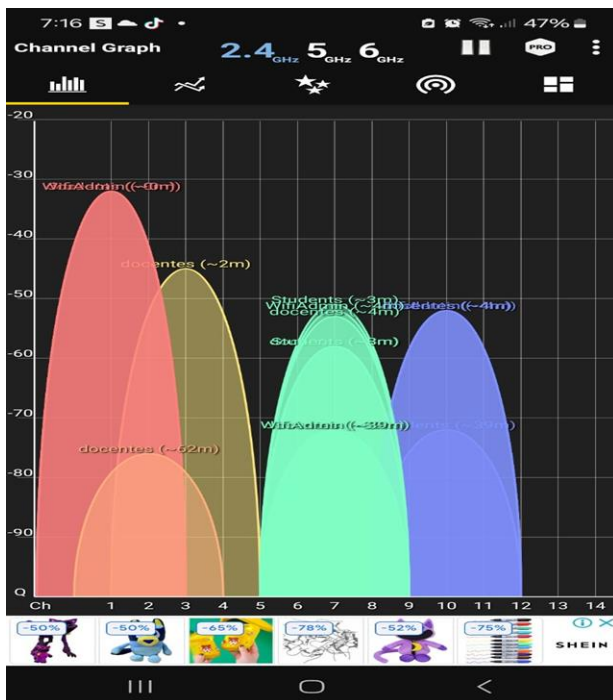 7:16 S 47%
Channel Graph 2.4GHz 5GHz 6GHz PRO
-20
-30
-40
docentes (~2m)
-50
Students (~3m)
WifiAdmin (~4m)
docentes (~4m)
-60
-70
docentes (~62m)
-80
-90
Ch 1 2 3 4 5 6 7 8 9 10 11 12 13 14
-50% -50% -65% -78% -52% -75% SHEIN